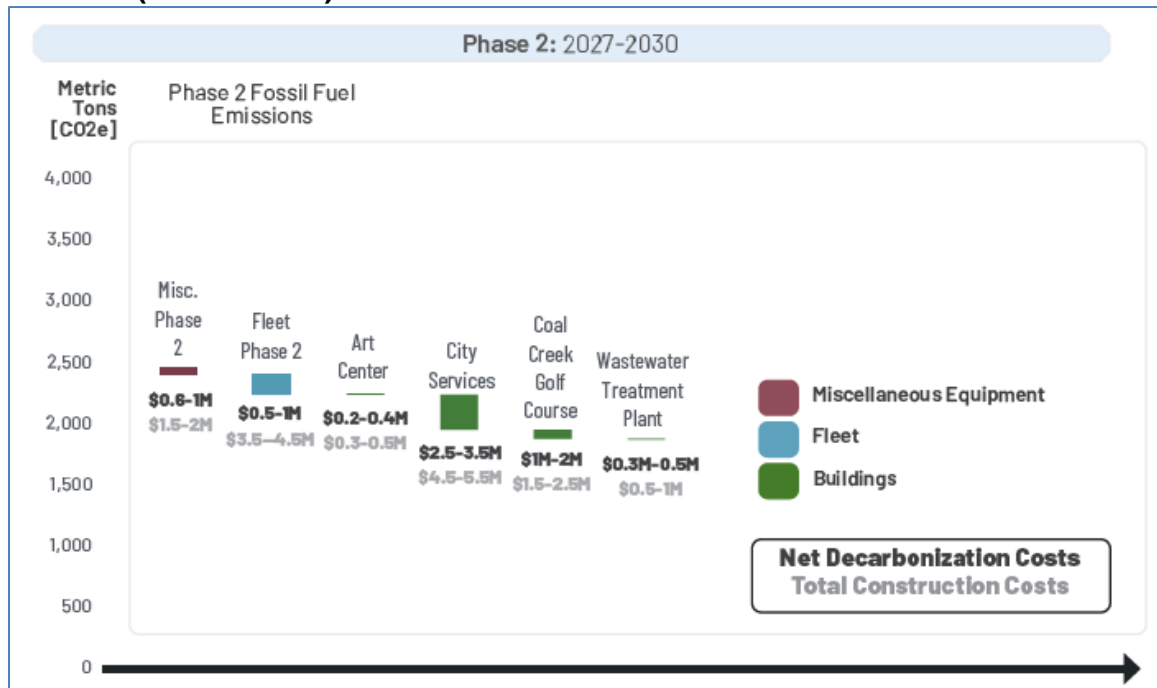 Phase 2: 2027-2030
Metric
Tons
[CO2e]
Phase 2 Fossil Fuel
Emissions
4,000
3,500
3,000
2,500
2,000
1,500
1,000
500
0
Misc.
Phase
2
$0.6-1M
$1.5-2M
Fleet
Phase 2
$0.5-1M
$3.5—4.5M
Art
Center
$0.2-0.4M
$0.3-0.5M
City
Services
$2.5-3.5M
$4.5-5.5M
Coal
Creek
Golf
Course
$1M-2M
$1.5-2.5M
Wastewater
Treatment
Plant
$0.3M-0.5M
$0.5-1M
Miscellaneous Equipment
Fleet
Buildings
Net Decarbonization Costs
Total Construction Costs